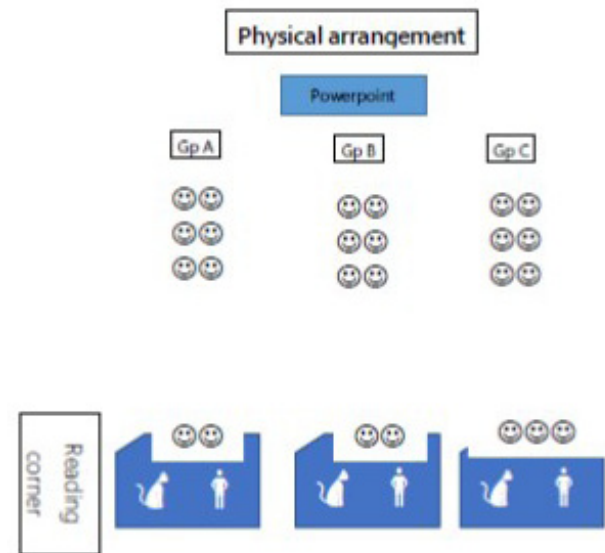 Physical arrangement
Powerpoint
Gp A
Gp B
Gp C
Reading
corner